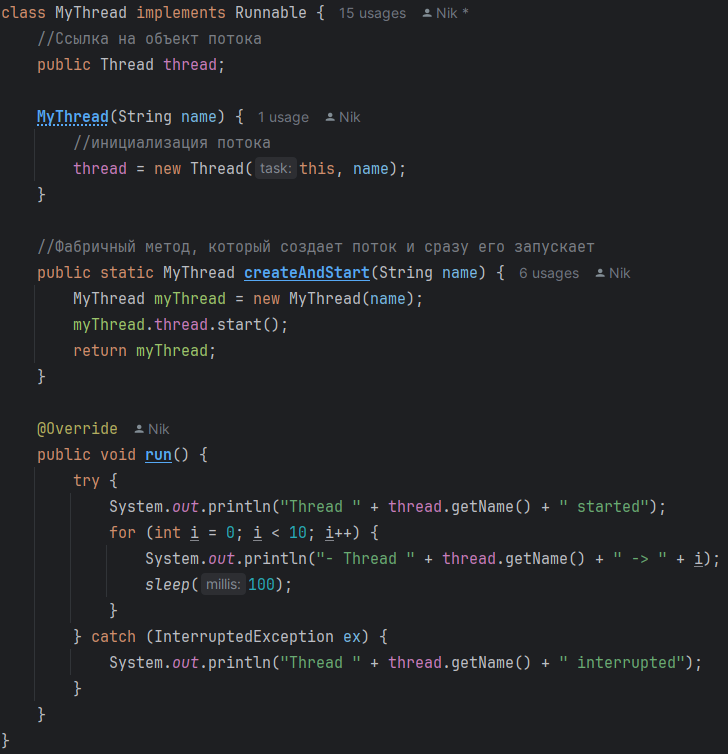 class MyThread implements Runnable { 15 usages Nik *
//Ссылка на объект потока
public Thread thread;
MyThread(String name) { 1 usage Nik
//инициализация потока
thread = new Thread( task: this, name);
}
//Фабричный метод, который создает поток и сразу его запускает
public static MyThread createAndStart(String name) { 6 usages Nik
MyThread myThread = new MyThread(name);
myThread.thread.start();
return myThread;
}
@Override Nik
public void run() {
try {
System.out.println("Thread " + thread.getName() + " started");
for (int i = 0; i < 10; i++) {
System.out.println("- Thread " + thread.getName() + " -> " + i);
sleep( millis: 100);
}
} catch (InterruptedException ex) {
System.out.println("Thread " + thread.getName() + " interrupted");
}
}
}